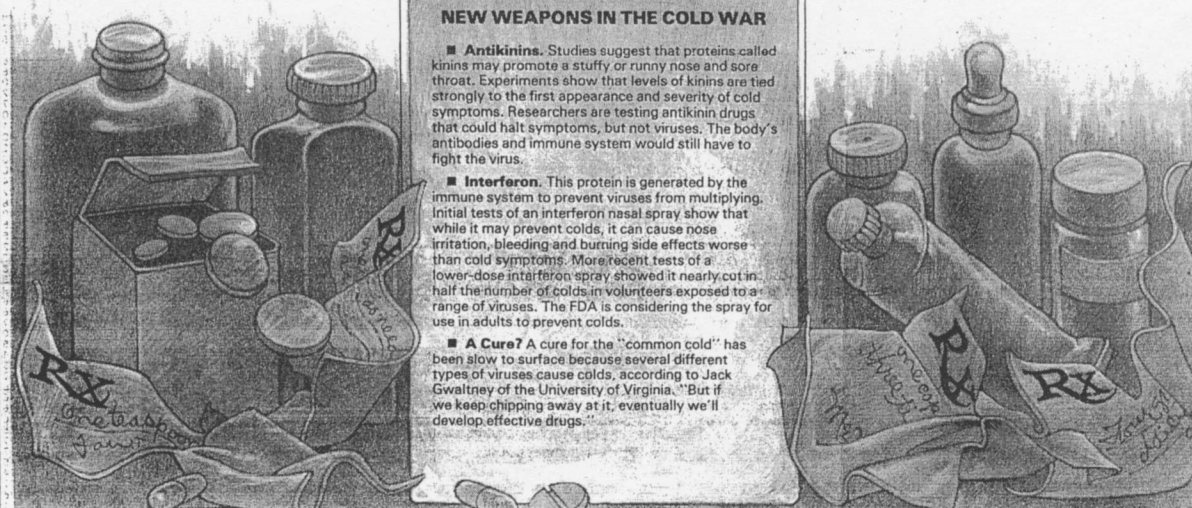 NEW WEAPONS IN THE COLD WAR
■ Antikinins. Studies suggest that proteins called
kinins may promote a stuffy or runny nose and sore
throat. Experiments show that levels of kinins are tied
strongly to the first appearance and severity of cold
symptoms. Researchers are testing antikinin drugs
that could halt symptoms, but not viruses. The body's
antibodies and immune system would still have to
fight the virus.
■ Interferon. This protein is generated by the
immune system to prevent viruses from multiplying.
Initial tests of an interferon nasal spray show that
while it may prevent colds, it can cause nose
irritation, bleeding and burning side effects worse
than cold symptoms. More recent tests of a
lower-dose interferon spray showed it nearly cut in
half the number of colds in volunteers exposed to a
range of viruses. The FDA is considering the spray for
use in adults to prevent colds.
■ A Cure? A cure for the "common cold" has
been slow to surface because several different
types of viruses cause colds, according to Jack
Gwaltney of the University of Virginia. "But if
we keep chipping away at it, eventually we'll
develop effective drugs."
Rx
Rx
One teaspoon
Rx
one
three
Rx